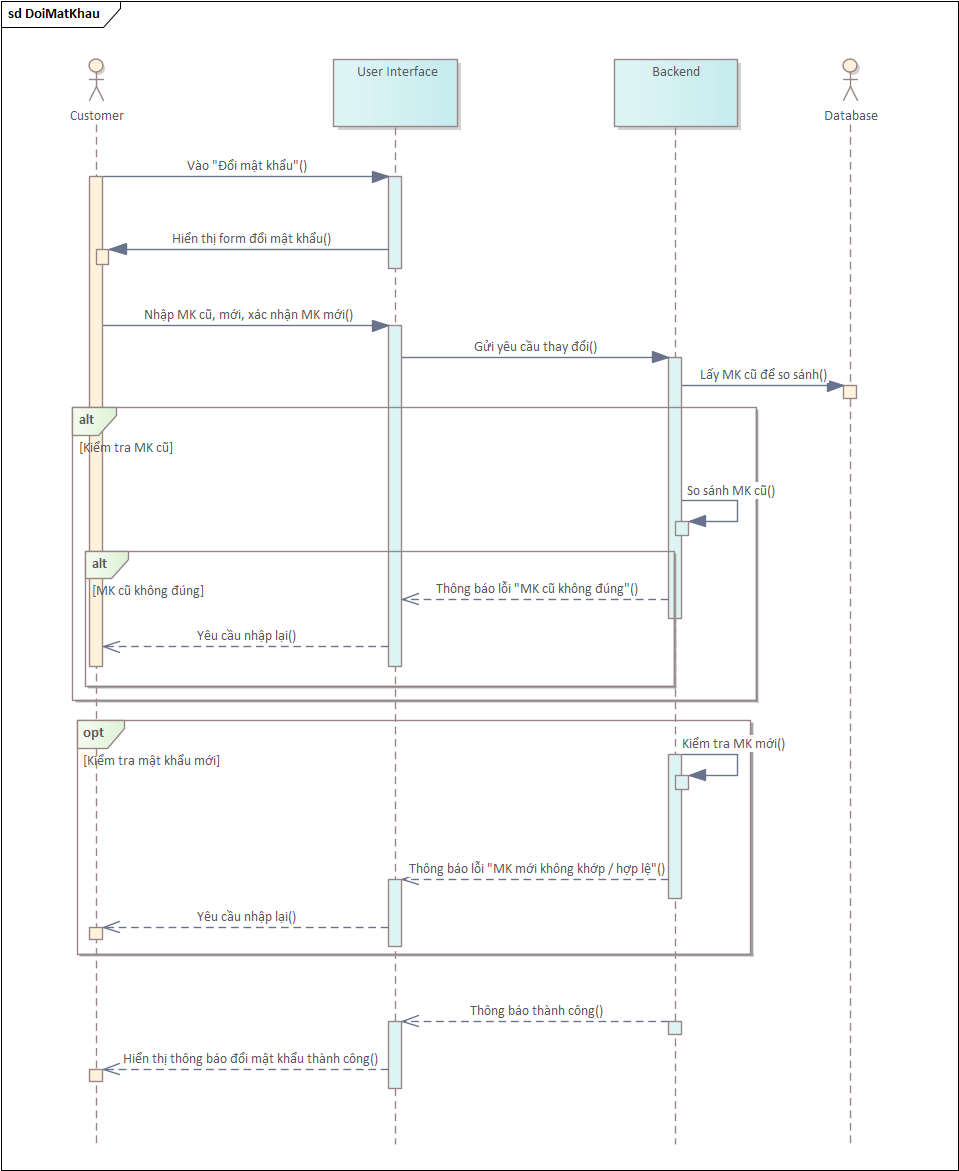 sd DoiMatKhau
Customer
User Interface
Backend
Database
Vào "Đổi mật khẩu"()
Hiển thị form đổi mật khẩu()
Nhập MK cũ, mới, xác nhận MK mới()
Gửi yêu cầu thay đổi()
Lấy MK cũ để so sánh()
alt
[Kiểm tra MK cũ]
So sánh MK cũ()
alt
[MK cũ không đúng]
Thông báo lỗi "MK cũ không đúng"()
Yêu cầu nhập lại()
opt
[Kiểm tra mật khẩu mới]
Kiểm tra MK mới()
Thông báo lỗi "MK mới không khớp / hợp lệ"()
Yêu cầu nhập lại()
Thông báo thành công()
Hiển thị thông báo đổi mật khẩu thành công()